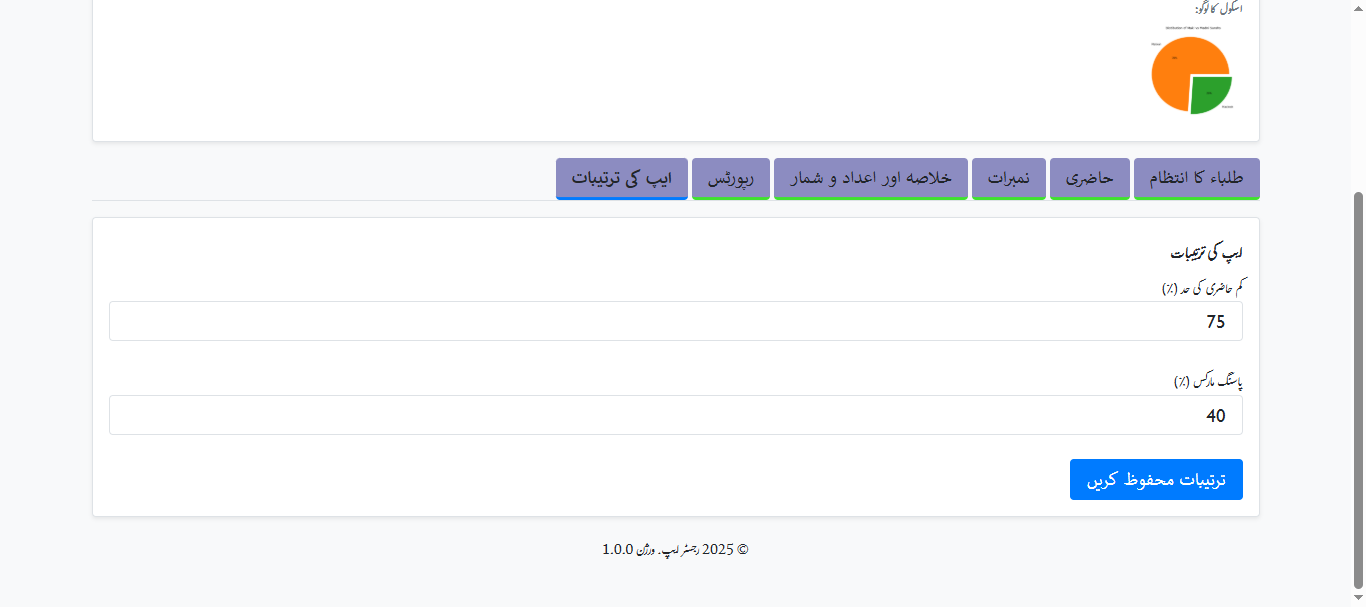 اسکول کا لوگو:
طلباء کا انتظام
حاضری
نمبرات
خلاصہ اور اعداد و شمار
رپورٹس
ایپ کی ترتیبات
ایپ کی ترتیبات
کم حاضری کی حد (٪)
75
پاسنگ مارکس (٪)
40
ترتیبات محفوظ کریں
© 2025 رجسٹر ایپ۔ ورژن 1.0.0